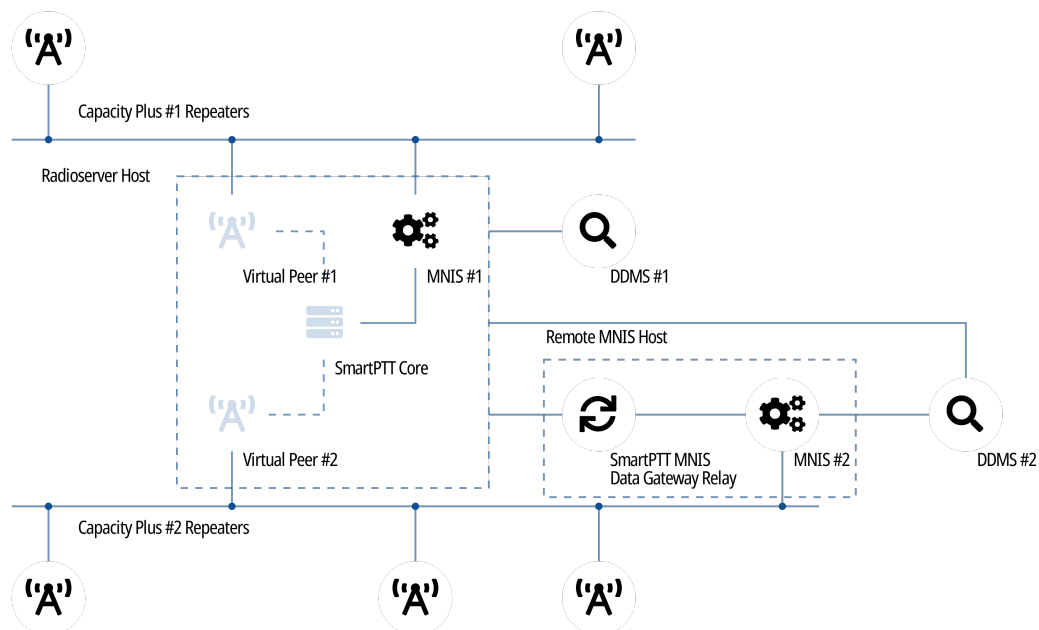 Capacity Plus #1 Repeaters
Radioserver Host
Virtual Peer #1
MNIS #1
DDMS #1
Remote MNIS Host
SmartPTT Core
Virtual Peer #2
SmartPTT MNIS
Data Gateway Relay
MNIS #2
DDMS #2
Capacity Plus #2 Repeaters